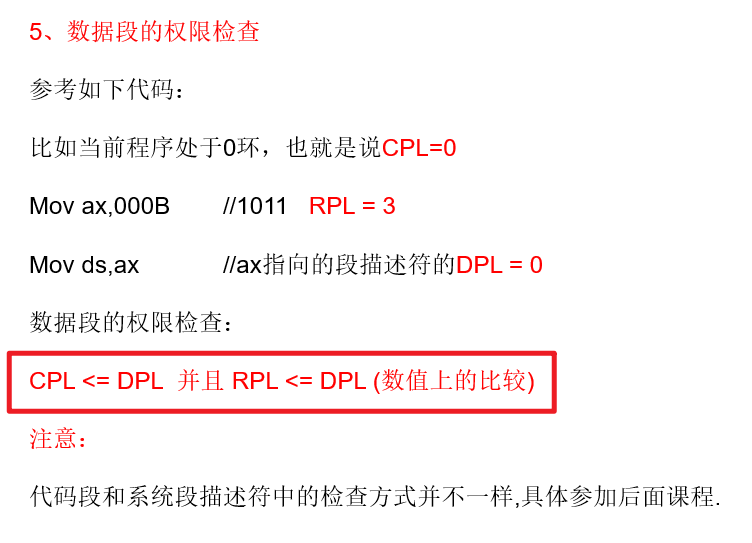 5、数据段的权限检查
参考如下代码：
比如当前程序处于0环，也就是说CPL=0
Mov ax,000B //1011 RPL = 3
Mov ds,ax //ax指向的段描述符的DPL = 0
数据段的权限检查：
CPL <= DPL 并且 RPL <= DPL (数值上的比较)
注意：
代码段和系统段描述符中的检查方式并不一样,具体参加后面课程.